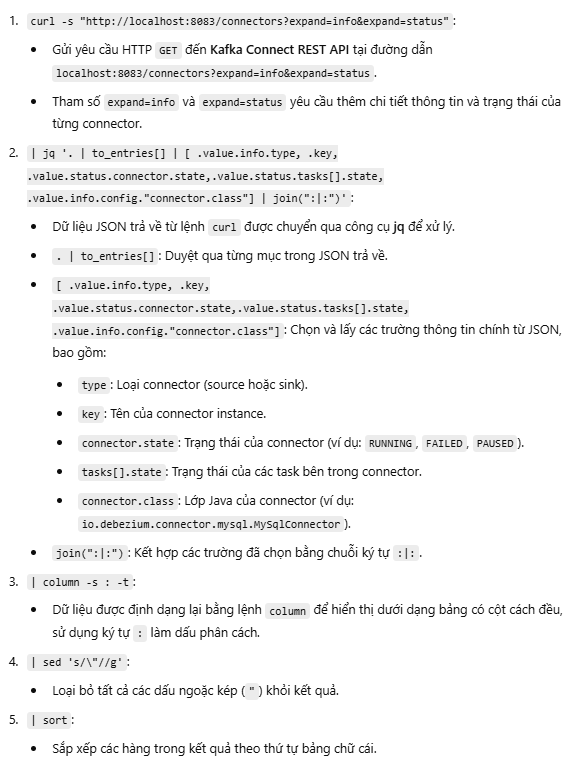 1. curl -s "http://localhost:8083/connectors?expand=info&expand=status":
• Gửi yêu cầu HTTP GET đến Kafka Connect REST API tại đường dẫn
localhost:8083/connectors?expand=info&expand=status.
• Tham số expand=info và expand=status yêu cầu thêm chi tiết thông tin và trạng thái của
từng connector.
2. | jq '. | to_entries[] | [ .value.info.type, .key,
.value.status.connector.state,.value.status.tasks[].state,
.value.info.config."connector.class"] | join(":|:")':
• Dữ liệu JSON trả về từ lệnh curl được chuyển qua công cụ jq để xử lý.
• . | to_entries[]: Duyệt qua từng mục trong JSON trả về.
• [ .value.info.type, .key,
.value.status.connector.state,.value.status.tasks[].state,
.value.info.config."connector.class"]: Chọn và lấy các trường thông tin chính từ JSON,
bao gồm:
• type: Loại connector (source hoặc sink).
• key: Tên của connector instance.
• connector.state: Trạng thái của connector (ví dụ: RUNNING, FAILED, PAUSED).
• tasks[].state: Trạng thái của các task bên trong connector.
• connector.class: Lớp Java của connector (ví dụ:
io.debezium.connector.mysql.MySqlConnector).
• join(":|:"): Kết hợp các trường đã chọn bằng chuỗi ký tự :|:.
3. | column -s : -t:
• Dữ liệu được định dạng lại bằng lệnh column để hiển thị dưới dạng bảng có cột cách đều,
sử dụng ký tự : làm dấu phân cách.
4. | sed 's/\"//g':
• Loại bỏ tất cả các dấu ngoặc kép (") khỏi kết quả.
5. | sort:
• Sắp xếp các hàng trong kết quả theo thứ tự bảng chữ cái.